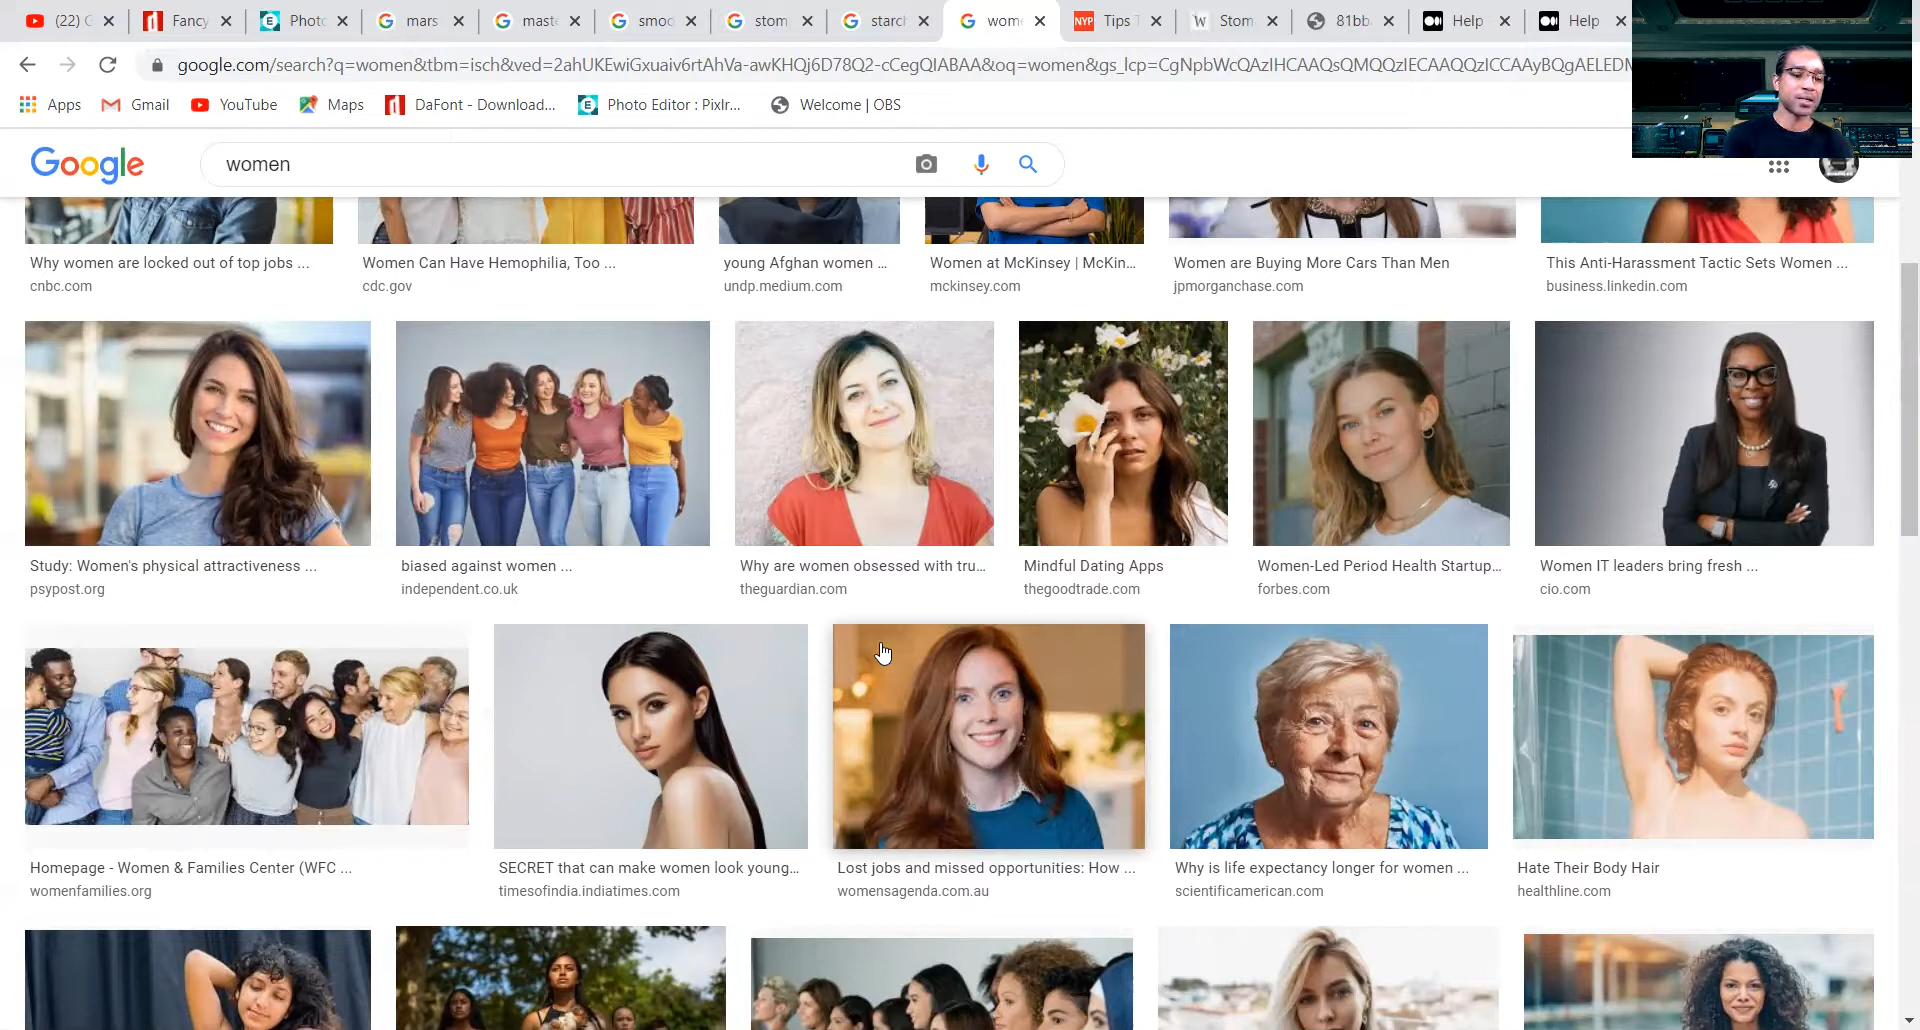 (22) Fancy Photo mars mast smoo stom starch wome Tips Stom 81bb Help Help
google.com/search?q=women&tbm=isch&ved=2ahUKEwiGxuaiv6rtAhVa-awKHQj6D78Q2-cCegQIABAA&oq=women&gs_lcp=CgNpbWcQAzIHCAAQsQMQQzIECAAQQzICCAAyBQgAELEDM
Apps Gmail YouTube Maps DaFont - Download... Photo Editor : Pixlr... Welcome | OBS
Google women
Why women are locked out of top jobs ... Women Can Have Hemophilia, Too ... young Afghan women ... Women at McKinsey | McKin... Women are Buying More Cars Than Men This Anti-Harassment Tactic Sets Women ...
cnbc.com cdc.gov undp.medium.com mckinsey.com jpmorganchase.com business.linkedin.com
Study: Women's physical attractiveness ... biased against women ... Why are women obsessed with tru... Mindful Dating Apps Women-Led Period Health Startup... Women IT leaders bring fresh ...
psypost.org independent.co.uk theguardian.com thegoodtrade.com forbes.com cio.com
Homepage - Women & Families Center (WFC ... SECRET that can make women look young... Lost jobs and missed opportunities: How ... Why is life expectancy longer for women ... Hate Their Body Hair
womenfamilies.org timesofindia.indiatimes.com womensagenda.com.au scientificamerican.com healthline.com